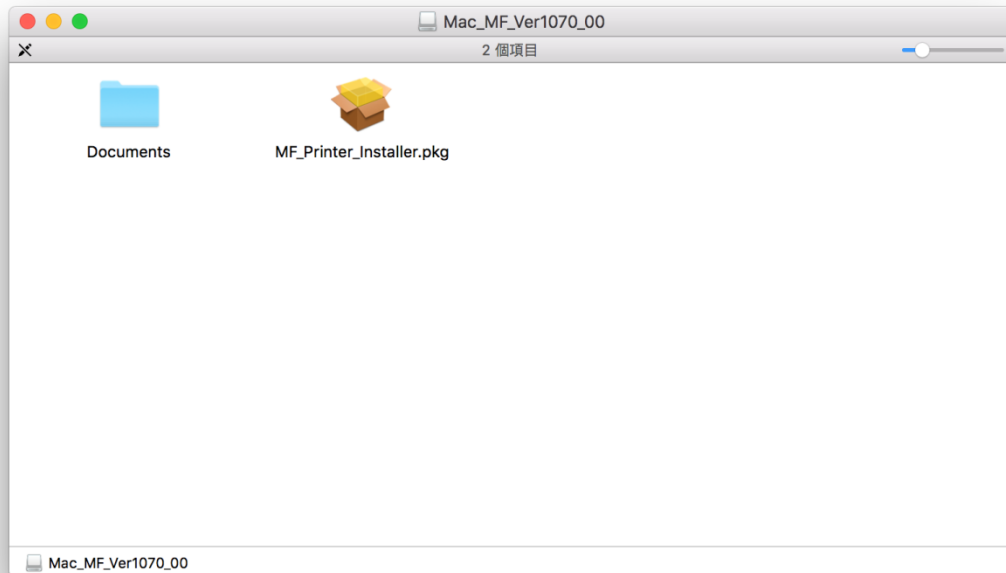 Mac_MF_Ver1070_00
2 個項目
Documents
MF_Printer_Installer.pkg
Mac_MF_Ver1070_00